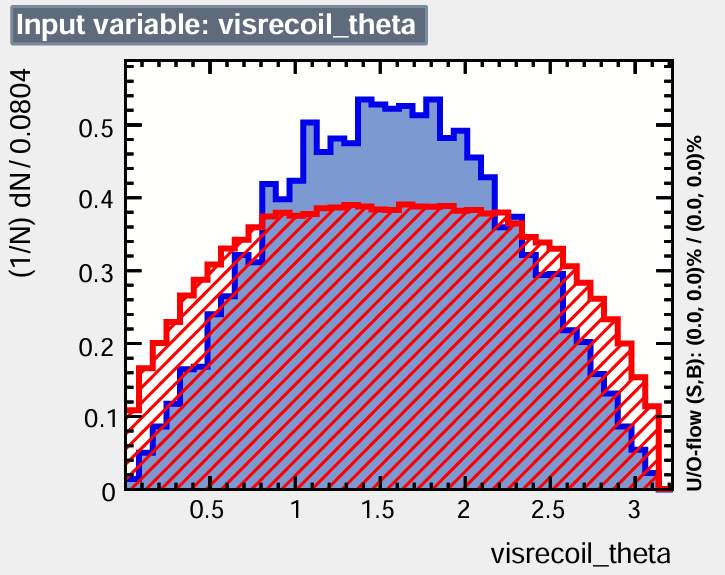 Input variable: visrecoil_theta
(1/N) dN / 0.0804
0.5
0.4
0.3
0.2
0.1
0
0.5 1 1.5 2 2.5 3
visrecoil_theta
U/O-flow (S,B): (0.0, 0.0)% / (0.0, 0.0)%